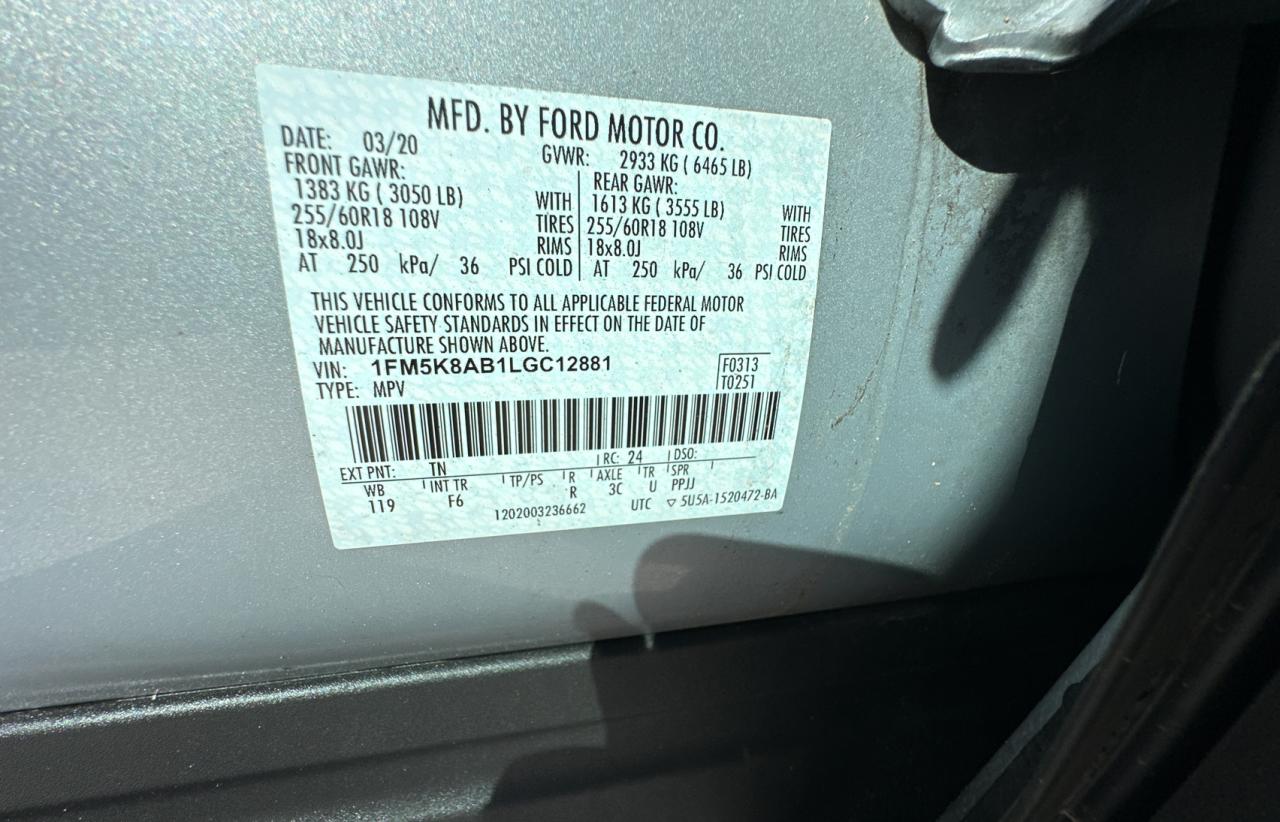 MFD. BY FORD MOTOR CO.
DATE: 03/20 GVWR: 2933 KG ( 6465 LB)
FRONT GAWR: REAR GAWR:
1383 KG ( 3050 LB) WITH 1613 KG ( 3555 LB) WITH
255/60R18 108V TIRES 255/60R18 108V TIRES
18x8.0J RIMS 18x8.0J RIMS
AT 250 kPa/ 36 PSI COLD AT 250 kPa/ 36 PSI COLD
THIS VEHICLE CONFORMS TO ALL APPLICABLE FEDERAL MOTOR
VEHICLE SAFETY STANDARDS IN EFFECT ON THE DATE OF
MANUFACTURE SHOWN ABOVE.
VIN: 1FM5K8AB1LGC12881 F0313
TYPE: MPV T0251
EXT PNT: TN RC: 24 DSO:
WB INT TR TP/PS R AXLE TR SPR
119 F6 R 3C U PPJJ
1202003236662 UTC ▽ 5U5A-1520472-BA